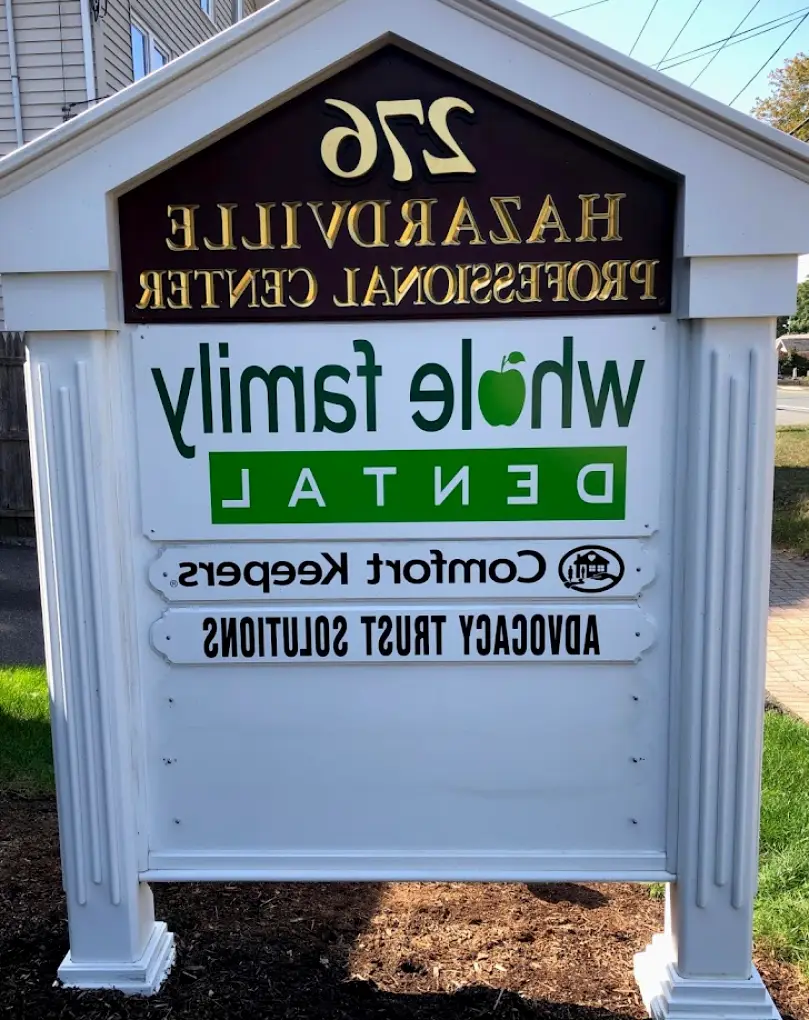 276
HAZARDVILLE
PROFESSIONAL CENTER
whole family
DENTAL
Comfort Keepers®
ADVOCACY TRUST SOLUTIONS